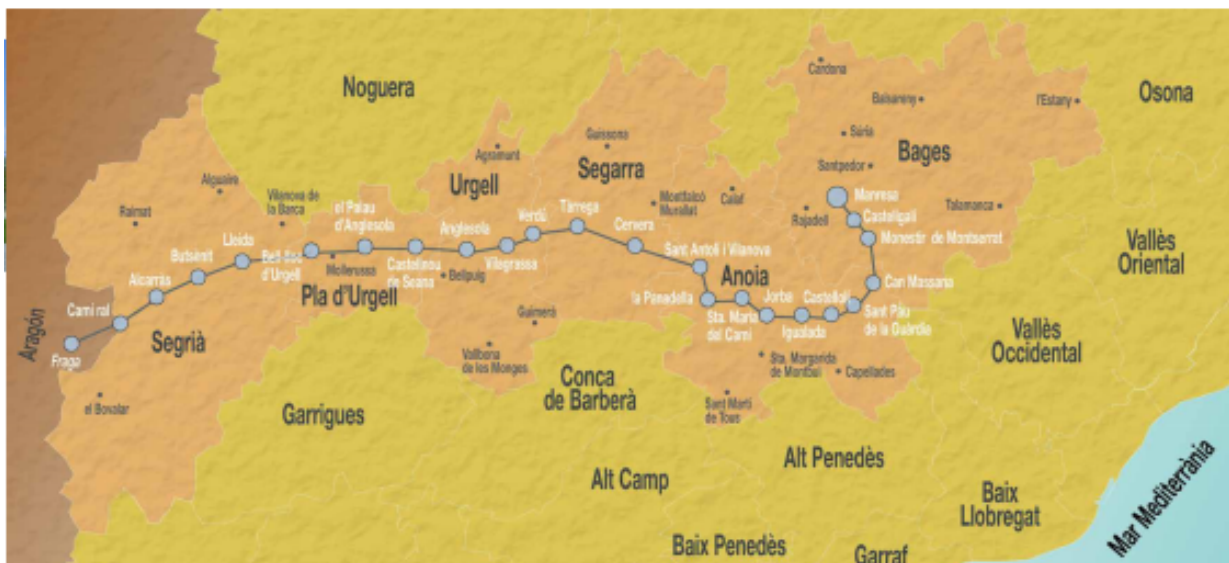 Osona
Noguera
Cardona
Balsareny
l'Estany
Súria
Guissona
Bages
Agramunt
Segarra
Santpedor
Urgell
Alguaire
Calaf
Manresa
Vilanova de
la Barca
el Palau
d'Anglesola
Montfalcó
Murallat
Raimat
Rajadell
Talamanca
Castellgalí
Verdú
Tàrrega
Anglesola
Cervera
Monestir de Montserrat
Lleida
Butsènit
Bell-lloc
d'Urgell
Mollerussa
Castellnou
de Seana
Bellpuig
Vilagrassa
Sant Antolí i Vilanova
Vallès
Oriental
Alcarràs
Pla d'Urgell
Anoia
Can Massana
la Panadella
Jorba
Castellolí
Camí ral
Sta. Maria
del Camí
Igualada
Sant Pau
de la Guàrdia
Guimerà
Aragón
Segrià
Fraga
Vallbona
de les Monges
Sta. Margarida
de Montbui
Capellades
Vallès
Occidental
Conca
de Barberà
el Bovalar
Garrigues
Sant Martí
de Tous
Alt Penedès
Alt Camp
Baix
Llobregat
Mar Mediterrània
Baix Penedès
Garraf